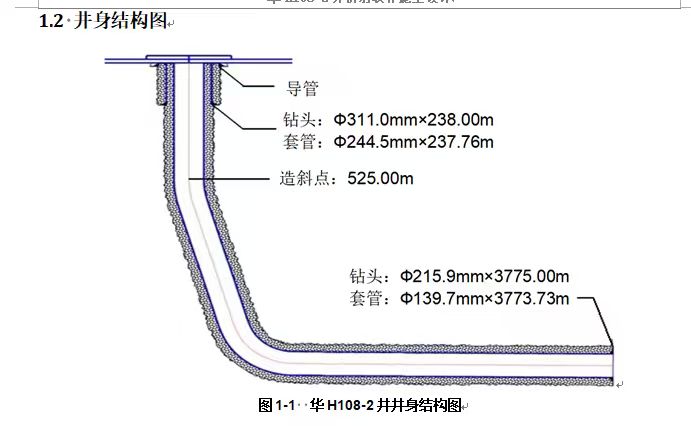 1.2 井身结构图
导管
钻头：Φ311.0mm×238.00m
套管：Φ244.5mm×237.76m
造斜点：525.00m
钻头：Φ215.9mm×3775.00m
套管：Φ139.7mm×3773.73m
图 1-1 华 H108-2 井井身结构图